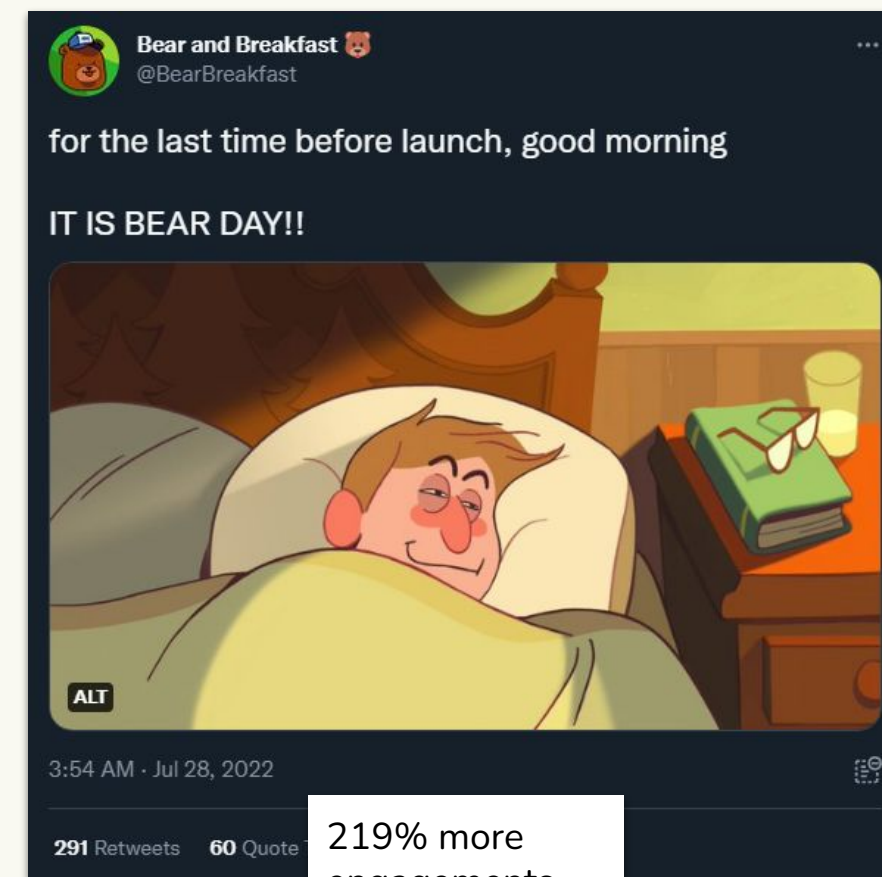 Bear and Breakfast
@BearBreakfast
for the last time before launch, good morning
IT IS BEAR DAY!!
ALT
3:54 AM · Jul 28, 2022
291 Retweets 60 Quote
219% more
engagements